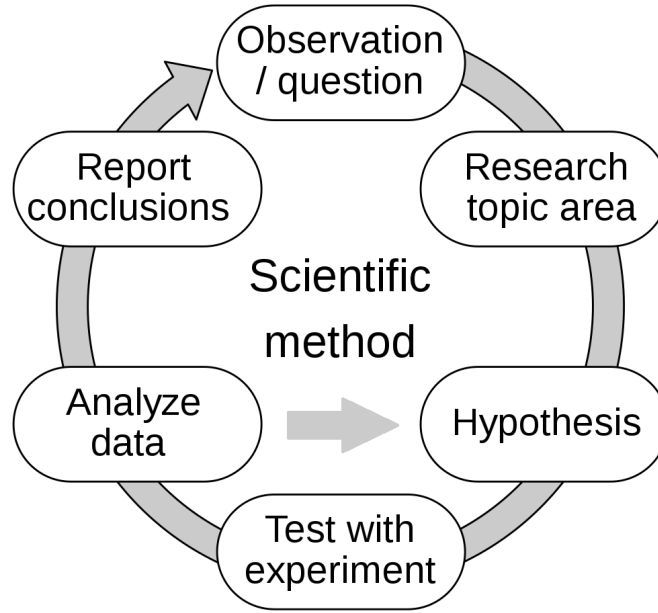 Observation
/ question
Research
topic area
Hypothesis
Test with
experiment
Analyze
data
Report
conclusions
Scientific
method